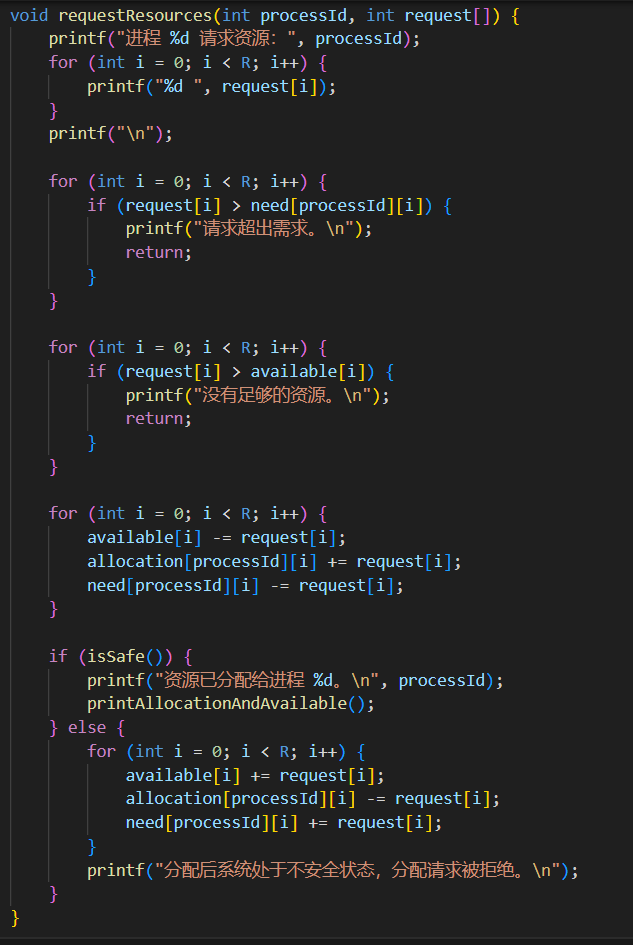 void requestResources(int processId, int request[]) {
    printf("进程 %d 请求资源: ", processId);
    for (int i = 0; i < R; i++) {
        printf("%d ", request[i]);
    }
    printf("\n");

    for (int i = 0; i < R; i++) {
        if (request[i] > need[processId][i]) {
            printf("请求超出需求。\n");
            return;
        }
    }

    for (int i = 0; i < R; i++) {
        if (request[i] > available[i]) {
            printf("没有足够的资源。\n");
            return;
        }
    }

    for (int i = 0; i < R; i++) {
        available[i] -= request[i];
        allocation[processId][i] += request[i];
        need[processId][i] -= request[i];
    }

    if (isSafe()) {
        printf("资源已分配给进程 %d。\n", processId);
        printAllocationAndAvailable();
    } else {
        for (int i = 0; i < R; i++) {
            available[i] += request[i];
            allocation[processId][i] -= request[i];
            need[processId][i] += request[i];
        }
        printf("分配后系统处于不安全状态，分配请求被拒绝。\n");
    }
}